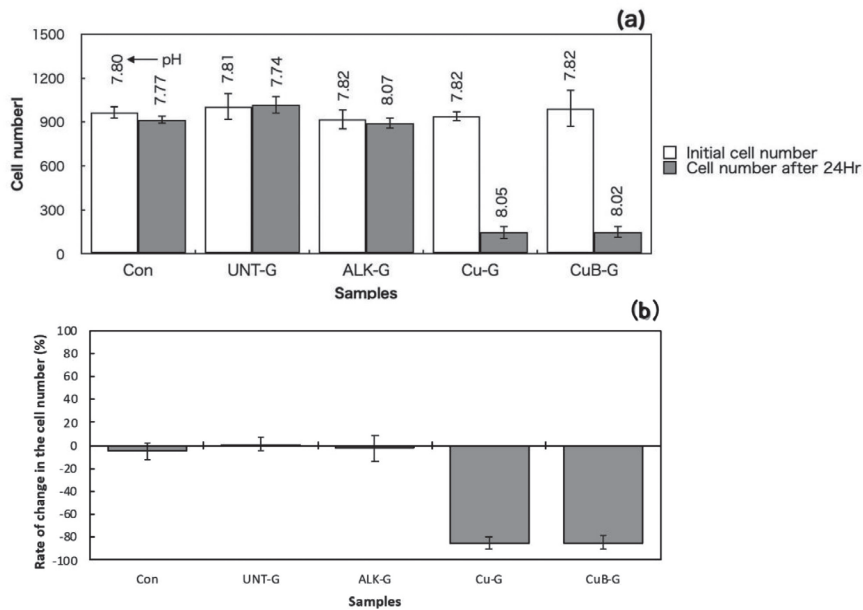 (a)
1500
1200
900
600
300
0
Cell numberl
7.80
← pH
7.77
7.81
7.74
7.82
8.07
7.82
8.05
7.82
8.02
Initial cell number
Cell number after 24Hr
Con
UNT-G
ALK-G
Cu-G
CuB-G
Samples
(b)
100
80
60
40
20
0
-20
-40
-60
-80
-100
Rate of change in the cell number (%)
Con
UNT-G
ALK-G
Cu-G
CuB-G
Samples